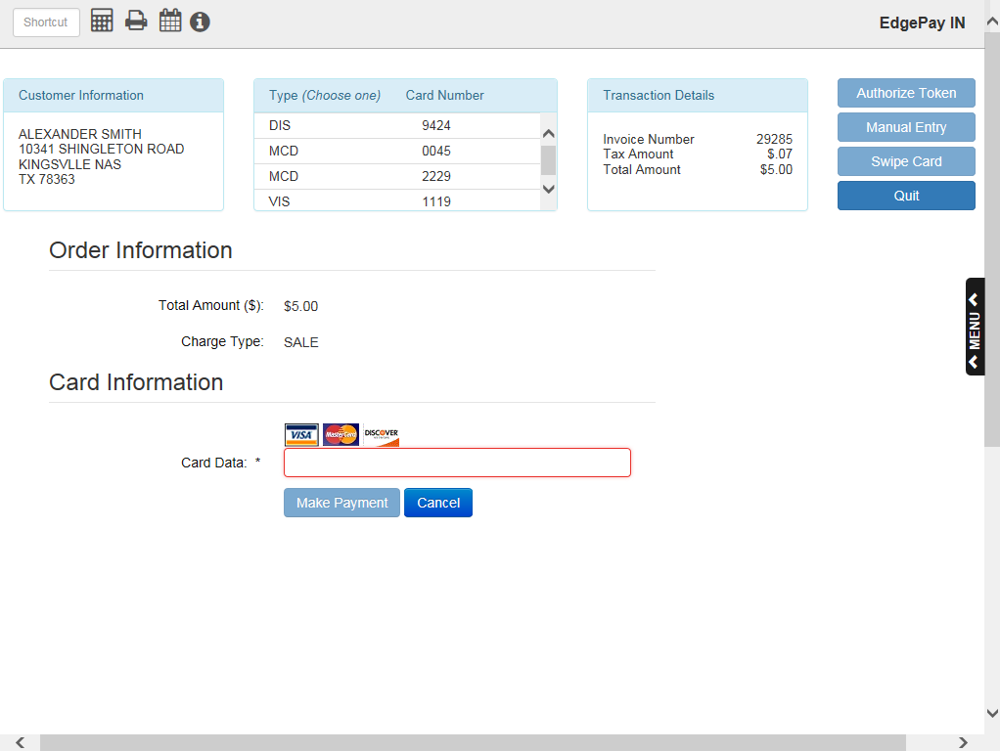 Shortcut
EdgePay IN
Customer Information
ALEXANDER SMITH
10341 SHINGLETON ROAD
KINGSVLLE NAS
TX 78363
Type (Choose one) Card Number
DIS 9424
MCD 0045
MCD 2229
VIS 1119
Transaction Details
Invoice Number 29285
Tax Amount $.07
Total Amount $5.00
Authorize Token
Manual Entry
Swipe Card
Quit
MENU
Order Information
Total Amount ($): $5.00
Charge Type: SALE
Card Information
VISA MasterCard DISCOVER
Card Data: *
Make Payment Cancel